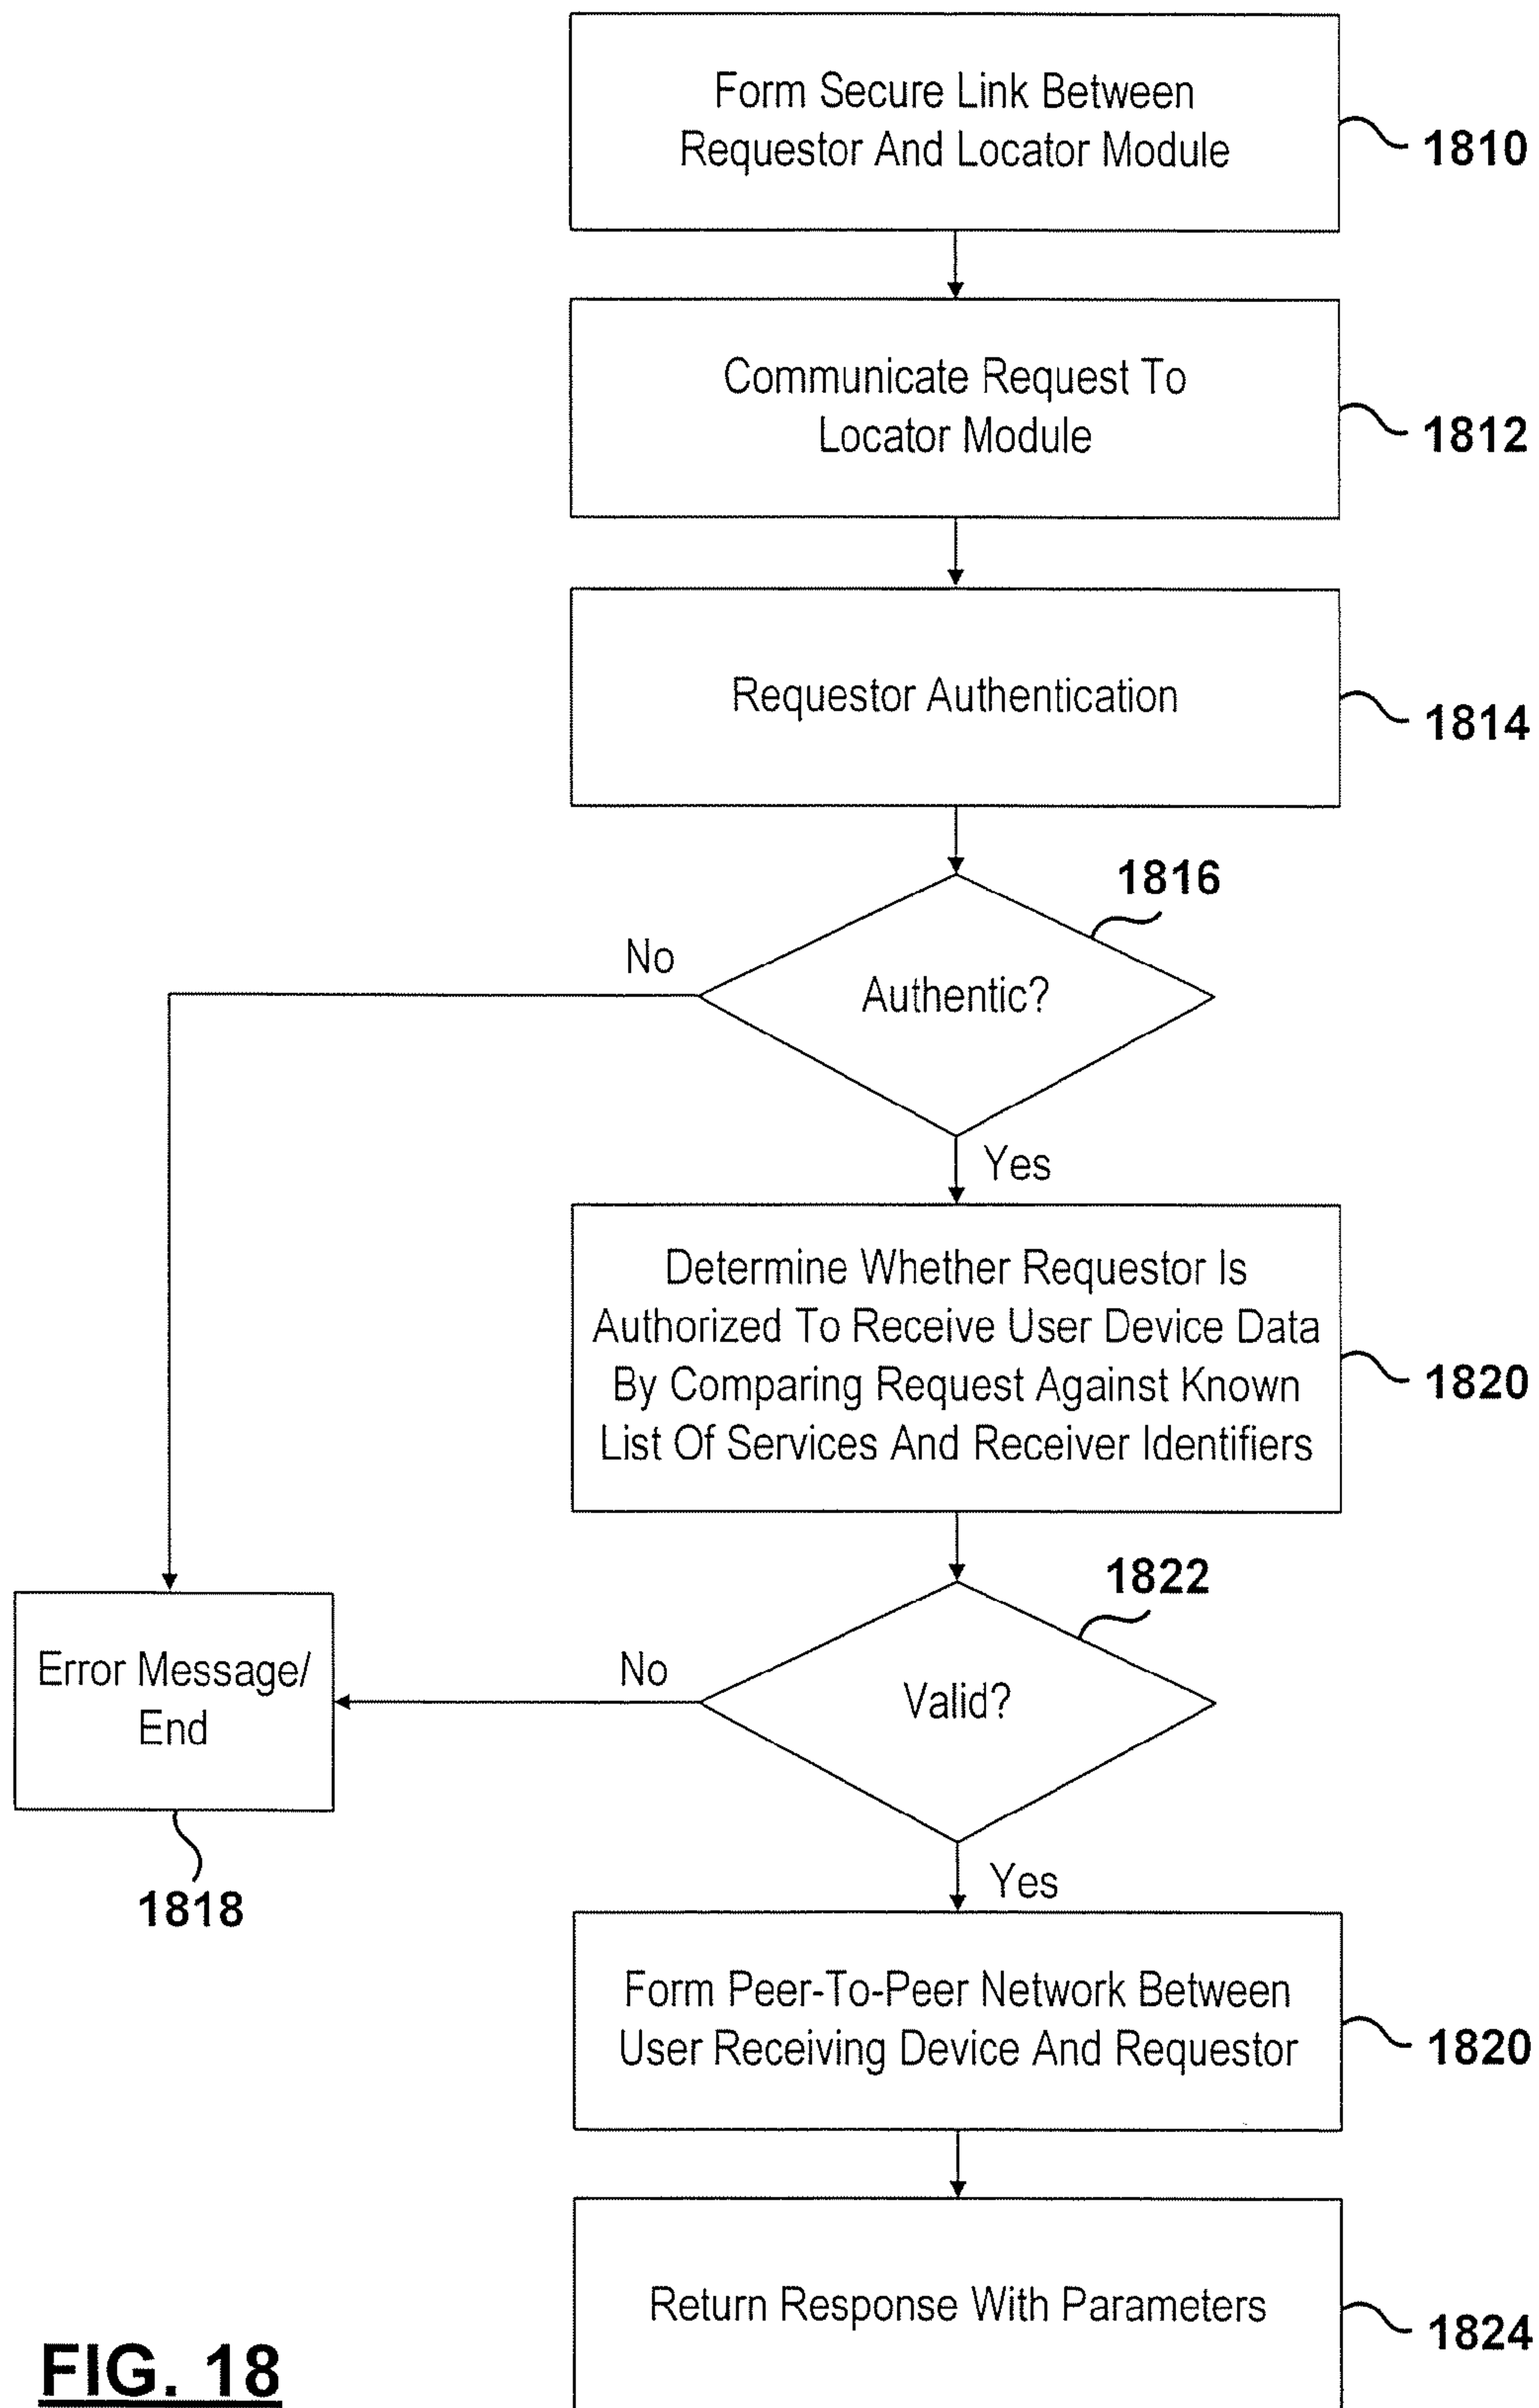 Form Secure Link Between
Requestor And Locator Module
1810
Communicate Request To
Locator Module
1812
Requestor Authentication
1814
1816
No
Authentic?
Yes
Determine Whether Requestor Is
Authorized To Receive User Device Data
By Comparing Request Against Known
List Of Services And Receiver Identifiers
1820
1822
Error Message/
End
No
Valid?
1818
Yes
Form Peer-To-Peer Network Between
User Receiving Device And Requestor
1820
Return Response With Parameters
1824
FIG. 18